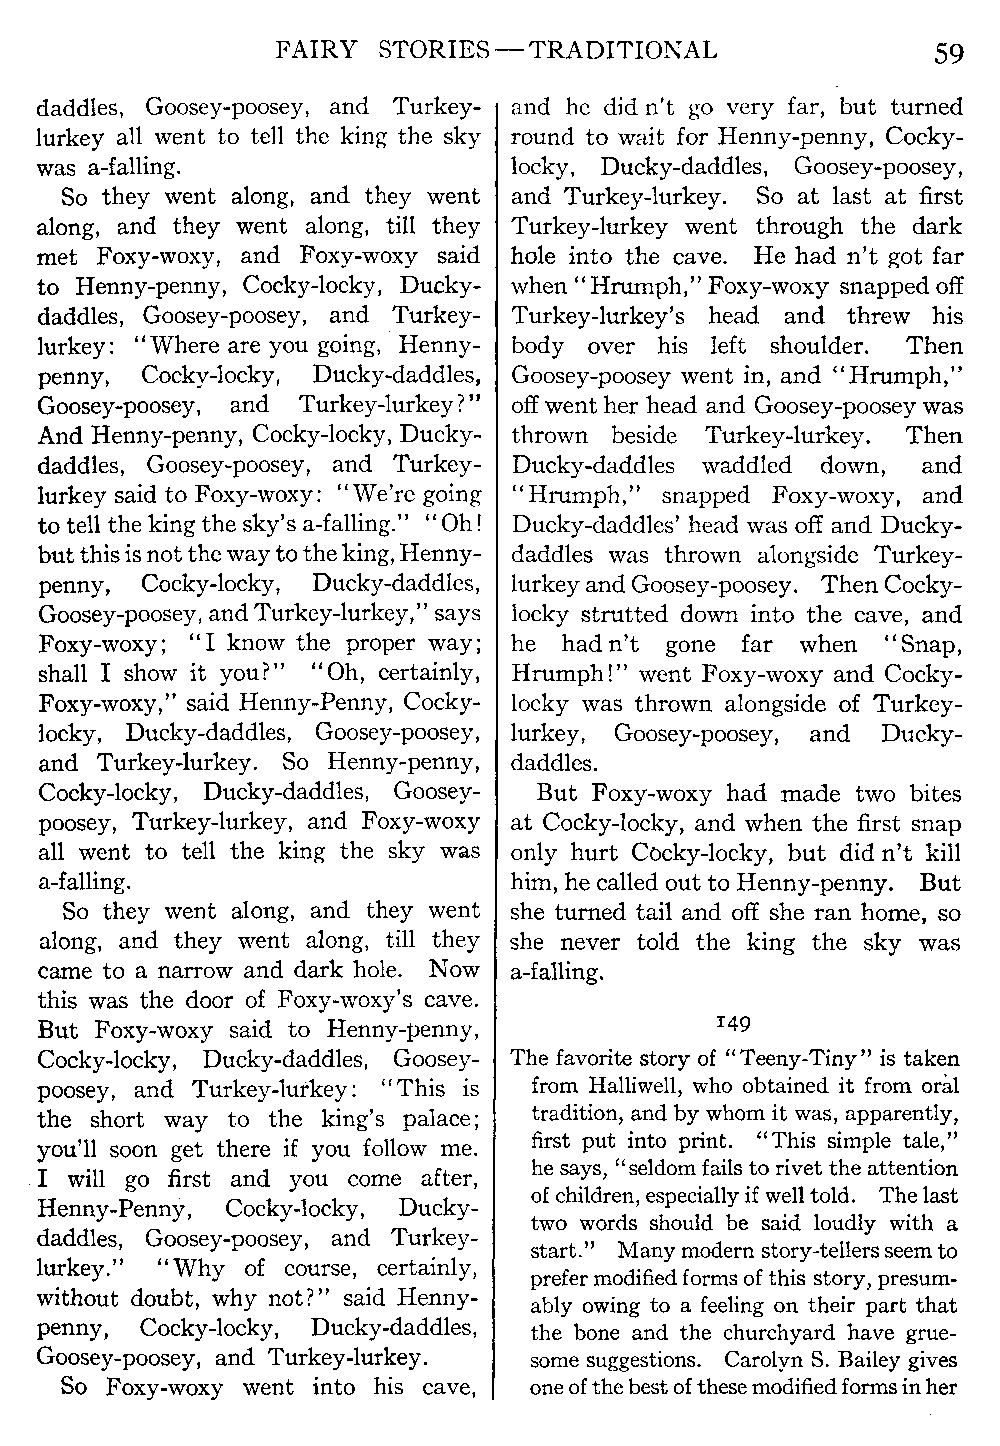 FAIRY STORIES—TRADITIONAL 59
daddles, Goosey-poosey, and Turkey-
lurkey all went to tell the king the sky
was a-falling.
So they went along, and they went
along, and they went along, till they
met Foxy-woxy, and Foxy-woxy said
to Henny-penny, Cocky-locky, Ducky-
daddles, Goosey-poosey, and Turkey-
lurkey: "Where are you going, Henny-
penny, Cocky-locky, Ducky-daddles,
Goosey-poosey, and Turkey-lurkey?"
And Henny-penny, Cocky-locky, Ducky-
daddles, Goosey-poosey, and Turkey-
lurkey said to Foxy-woxy: "We're going
to tell the king the sky's a-falling." "Oh!
but this is not the way to the king, Henny-
penny, Cocky-locky, Ducky-daddles,
Goosey-poosey, and Turkey-lurkey," says
Foxy-woxy; "I know the proper way;
shall I show it you?" "Oh, certainly,
Foxy-woxy," said Henny-Penny, Cocky-
locky, Ducky-daddles, Goosey-poosey,
and Turkey-lurkey. So Henny-penny,
Cocky-locky, Ducky-daddles, Goosey-
poosey, Turkey-lurkey, and Foxy-woxy
all went to tell the king the sky was
a-falling.
So they went along, and they went
along, and they went along, till they
came to a narrow and dark hole. Now
this was the door of Foxy-woxy's cave.
But Foxy-woxy said to Henny-penny,
Cocky-locky, Ducky-daddles, Goosey-
poosey, and Turkey-lurkey: "This is
the short way to the king's palace;
you'll soon get there if you follow me.
I will go first and you come after,
Henny-Penny, Cocky-locky, Ducky-
daddles, Goosey-poosey, and Turkey-
lurkey." "Why of course, certainly,
without doubt, why not?" said Henny-
penny, Cocky-locky, Ducky-daddles,
Goosey-poosey, and Turkey-lurkey.
So Foxy-woxy went into his cave,
and he did n't go very far, but turned
round to wait for Henny-penny, Cocky-
locky, Ducky-daddles, Goosey-poosey,
and Turkey-lurkey. So at last at first
Turkey-lurkey went through the dark
hole into the cave. He had n't got far
when "Hrumph," Foxy-woxy snapped off
Turkey-lurkey's head and threw his
body over his left shoulder. Then
Goosey-poosey went in, and "Hrumph,"
off went her head and Goosey-poosey was
thrown beside Turkey-lurkey. Then
Ducky-daddles waddled down, and
"Hrumph," snapped Foxy-woxy, and
Ducky-daddles' head was off and Ducky-
daddles was thrown alongside Turkey-
lurkey and Goosey-poosey. Then Cocky-
locky strutted down into the cave, and
he had n't gone far when "Snap,
Hrumph!" went Foxy-woxy and Cocky-
locky was thrown alongside of Turkey-
lurkey, Goosey-poosey, and Ducky-
daddles.
But Foxy-woxy had made two bites
at Cocky-locky, and when the first snap
only hurt Cocky-locky, but did n't kill
him, he called out to Henny-penny. But
she turned tail and off she ran home, so
she never told the king the sky was
a-falling.
149
The favorite story of "Teeny-Tiny" is taken
from Halliwell, who obtained it from oral
tradition, and by whom it was, apparently,
first put into print. "This simple tale,"
he says, "seldom fails to rivet the attention
of children, especially if well told. The last
two words should be said loudly with a
start." Many modern story-tellers seem to
prefer modified forms of this story, presum-
ably owing to a feeling on their part that
the bone and the churchyard have grue-
some suggestions. Carolyn S. Bailey gives
one of the best of these modified forms in her